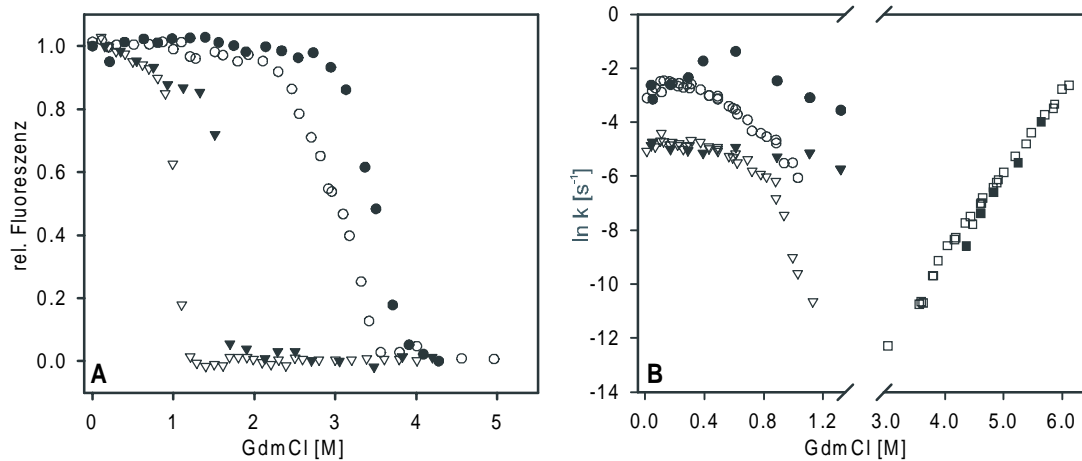 1.0
0.8
0.6
0.4
0.2
0.0
rel. Fluoreszenz
A
0 1 2 3 4 5
GdmCl [M]
0
-2
-4
-6
-8
-10
-12
-14
ln k [s⁻¹]
B
0.0 0.4 0.8 1.2 3.0 4.0 5.0 6.0
GdmCl [M]